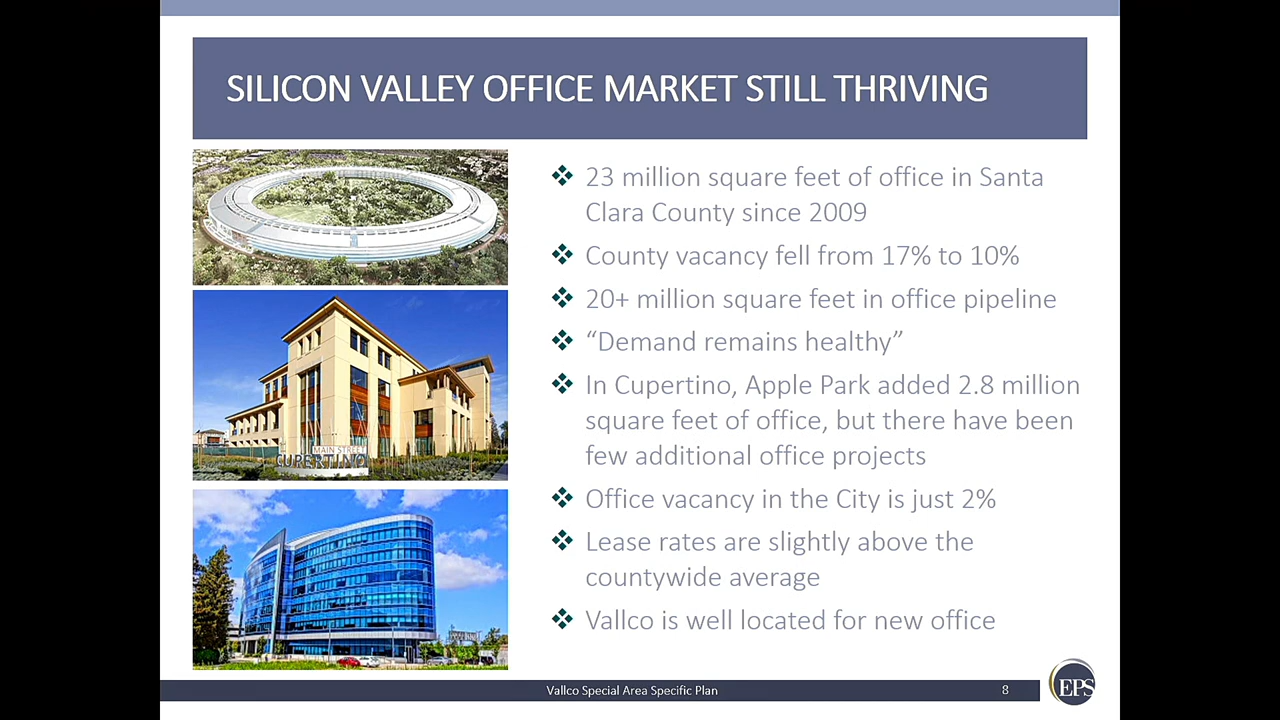 SILICON VALLEY OFFICE MARKET STILL THRIVING
23 million square feet of office in Santa
Clara County since 2009
County vacancy fell from 17% to 10%
20+ million square feet in office pipeline
“Demand remains healthy”
In Cupertino, Apple Park added 2.8 million
square feet of office, but there have been
few additional office projects
Office vacancy in the City is just 2%
Lease rates are slightly above the
countywide average
Vallco is well located for new office
MAIN STREET
CUPERTINO
Vallco Special Area Specific Plan
8
EPS